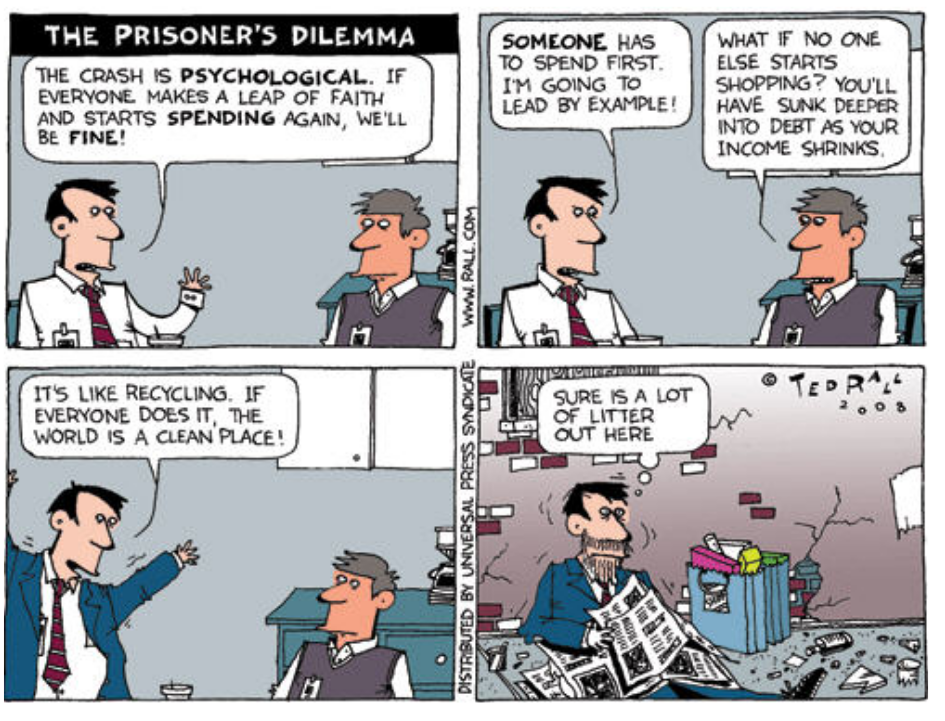 THE PRISONER'S DILEMMA
THE CRASH IS PSYCHOLOGICAL. IF
EVERYONE MAKES A LEAP OF FAITH
AND STARTS SPENDING AGAIN, WE'LL
BE FINE!
WWW.RALL.COM
SOMEONE HAS
TO SPEND FIRST.
I'M GOING TO
LEAD BY EXAMPLE!
WHAT IF NO ONE
ELSE STARTS
SHOPPING? YOU'LL
HAVE SUNK DEEPER
INTO DEBT AS YOUR
INCOME SHRINKS.
IT'S LIKE RECYCLING. IF
EVERYONE DOES IT, THE
WORLD IS A CLEAN PLACE!
DISTRIBUTED BY UNIVERSAL PRESS SYNDICATE
SURE IS A LOT
OF LITTER
OUT HERE
© TED RALL
2008